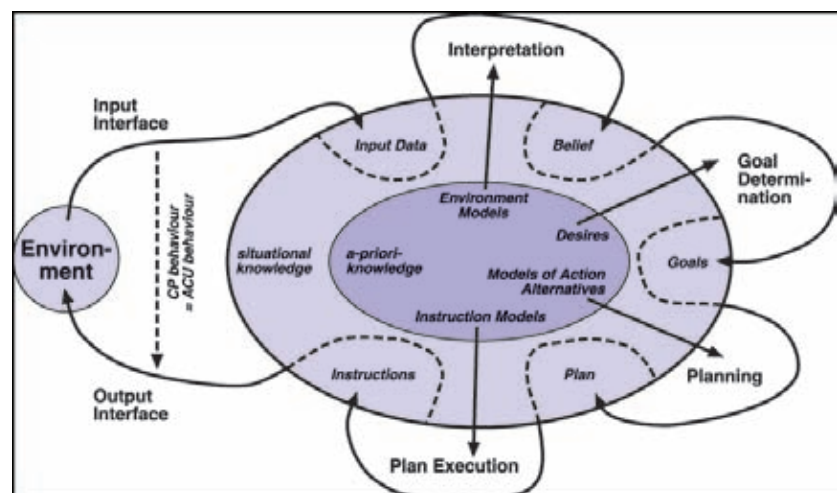 Interpretation
Input
Interface
Input Data
Belief
Goal
Determi-
nation
Environment
Models
Desires
Environ-
ment
CP behaviour
= ACU behaviour
situational
knowledge
a-priori-
knowledge
Goals
Models of Action
Alternatives
Instruction Models
Instructions
Plan
Planning
Output
Interface
Plan Execution